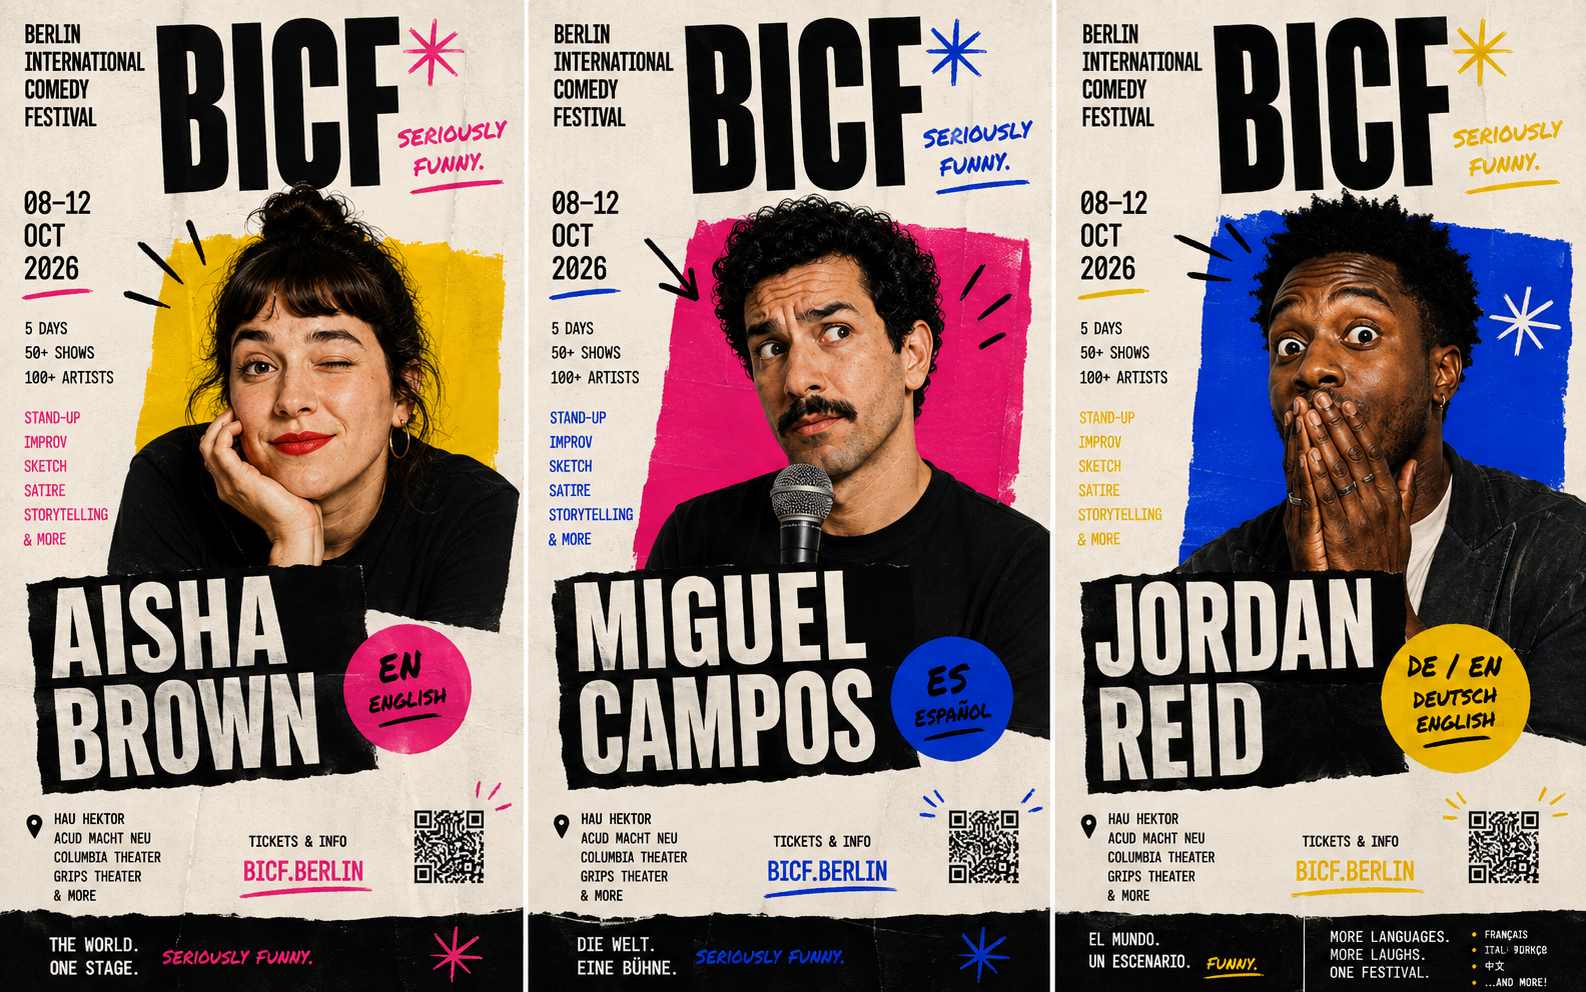 BERLIN
INTERNATIONAL
COMEDY
FESTIVAL
BICF
SERIOUSLY
FUNNY.
08–12
OCT
2026
5 DAYS
50+ SHOWS
100+ ARTISTS
STAND-UP
IMPROV
SKETCH
SATIRE
STORYTELLING
& MORE
AISHA
BROWN
EN
ENGLISH
HAU HEKTOR
ACUD MACHT NEU
COLUMBIA THEATER
GRIPS THEATER
& MORE
TICKETS & INFO
BICF.BERLIN
THE WORLD.
ONE STAGE.
SERIOUSLY FUNNY.
BERLIN
INTERNATIONAL
COMEDY
FESTIVAL
BICF
SERIOUSLY
FUNNY.
08–12
OCT
2026
5 DAYS
50+ SHOWS
100+ ARTISTS
STAND-UP
IMPROV
SKETCH
SATIRE
STORYTELLING
& MORE
MIGUEL
CAMPOS
ES
ESPAÑOL
HAU HEKTOR
ACUD MACHT NEU
COLUMBIA THEATER
GRIPS THEATER
& MORE
TICKETS & INFO
BICF.BERLIN
DIE WELT.
EINE BÜHNE.
SERIOUSLY FUNNY.
BERLIN
INTERNATIONAL
COMEDY
FESTIVAL
BICF
SERIOUSLY
FUNNY.
08–12
OCT
2026
5 DAYS
50+ SHOWS
100+ ARTISTS
STAND-UP
IMPROV
SKETCH
SATIRE
STORYTELLING
& MORE
JORDAN
REID
DE / EN
DEUTSCH
ENGLISH
HAU HEKTOR
ACUD MACHT NEU
COLUMBIA THEATER
GRIPS THEATER
& MORE
TICKETS & INFO
BICF.BERLIN
EL MUNDO.
UN ESCENARIO.
FUNNY.
MORE LANGUAGES.
MORE LAUGHS.
ONE FESTIVAL.
• FRANÇAIS
• 中文
• ...AND MORE!